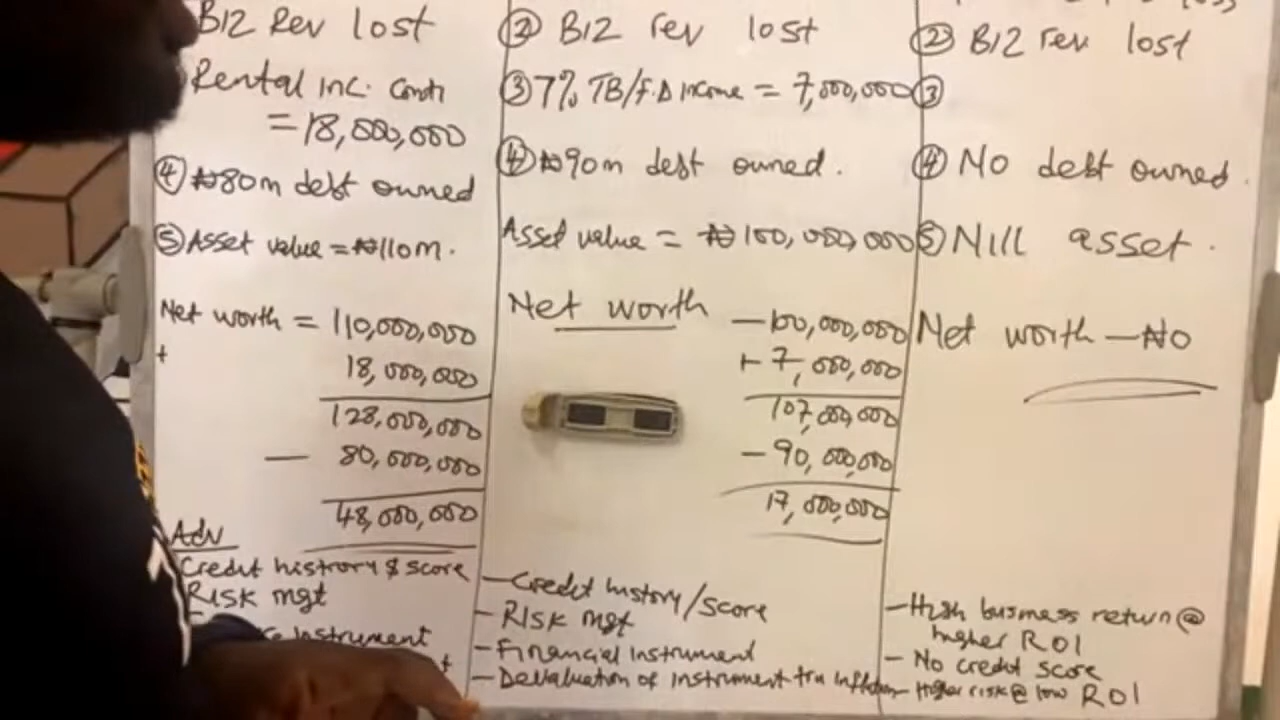 B12 Rev lost
Rental Inc. Contr
= 18,000,000
④ ₦80m debt owned
⑤ Asset value = ₦110m.
Net worth = 110,000,000
+ 18,000,000
128,000,000
— 80,000,000
48,000,000
Adv
Credit histrory & score
RISK mgt
Instrument
② B12 rev lost
③ 7% TB/F.D Income = 7,000,000
④ ₦90m debt owned.
Asset value = ₦100,000,000
Net worth
— 100,000,000
+ 7,000,000
107,000,000
— 90,000,000
17,000,000
— Credit history/score
— RISK mgt
— Financial Instrument
— Devaluation of instrument tru Inflation
② B12 rev. lost
③
④ No debt owned.
⑤ Nill asset.
Net worth — ₦0
— High business return @
higher ROI
— No credit score
— Higher risk @ low ROI